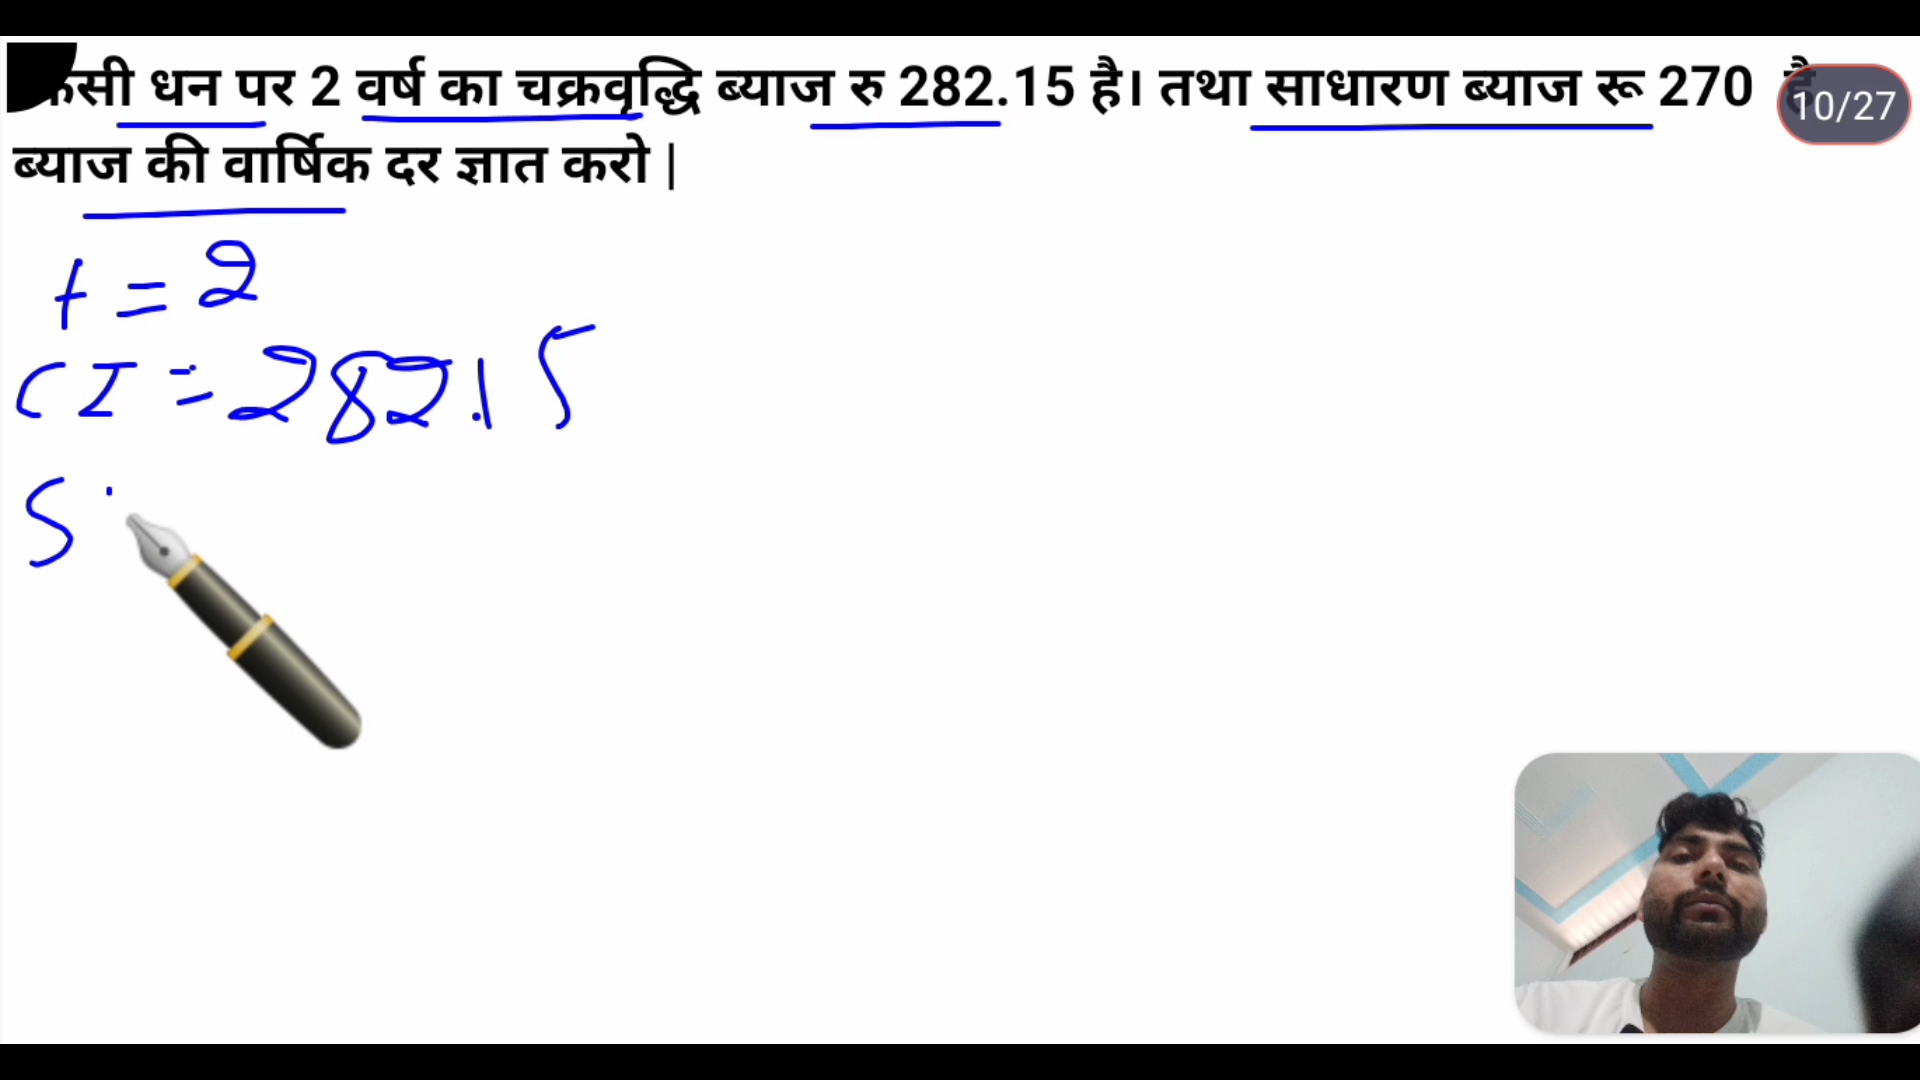 धन पर 2 वर्ष का चक्रवृद्धि ब्याज रु 282.15 है। तथा साधारण ब्याज रू 270 है
10/27
ब्याज की वार्षिक दर ज्ञात करो |
t = 2
CI = 282.15
S